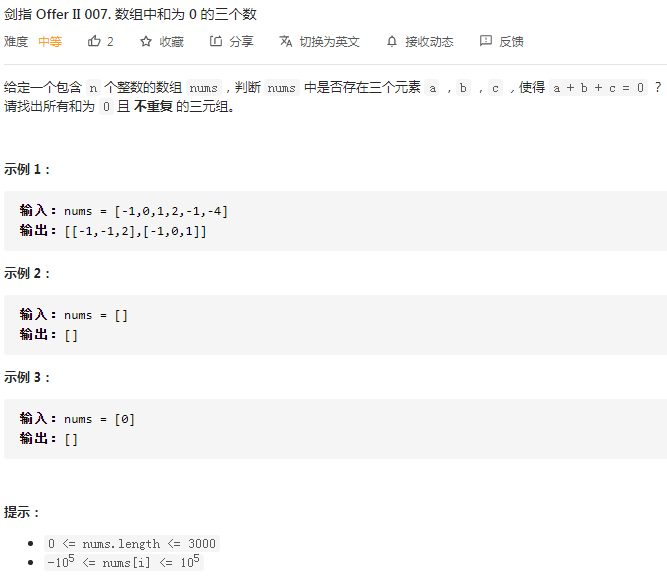 剑指 Offer II 007. 数组中和为 0 的三个数
难度 中等 2 收藏 分享 切换为英文 接收动态 反馈
给定一个包含 n 个整数的数组 nums ，判断 nums 中是否存在三个元素 a ，b ，c ，使得 a + b + c = 0 ？
请找出所有和为 0 且 不重复 的三元组。
示例 1：
输入：nums = [-1,0,1,2,-1,-4]
输出：[[-1,-1,2],[-1,0,1]]
示例 2：
输入：nums = []
输出：[]
示例 3：
输入：nums = [0]
输出：[]
提示：
• 0 <= nums.length <= 3000
• -10⁵ <= nums[i] <= 10⁵